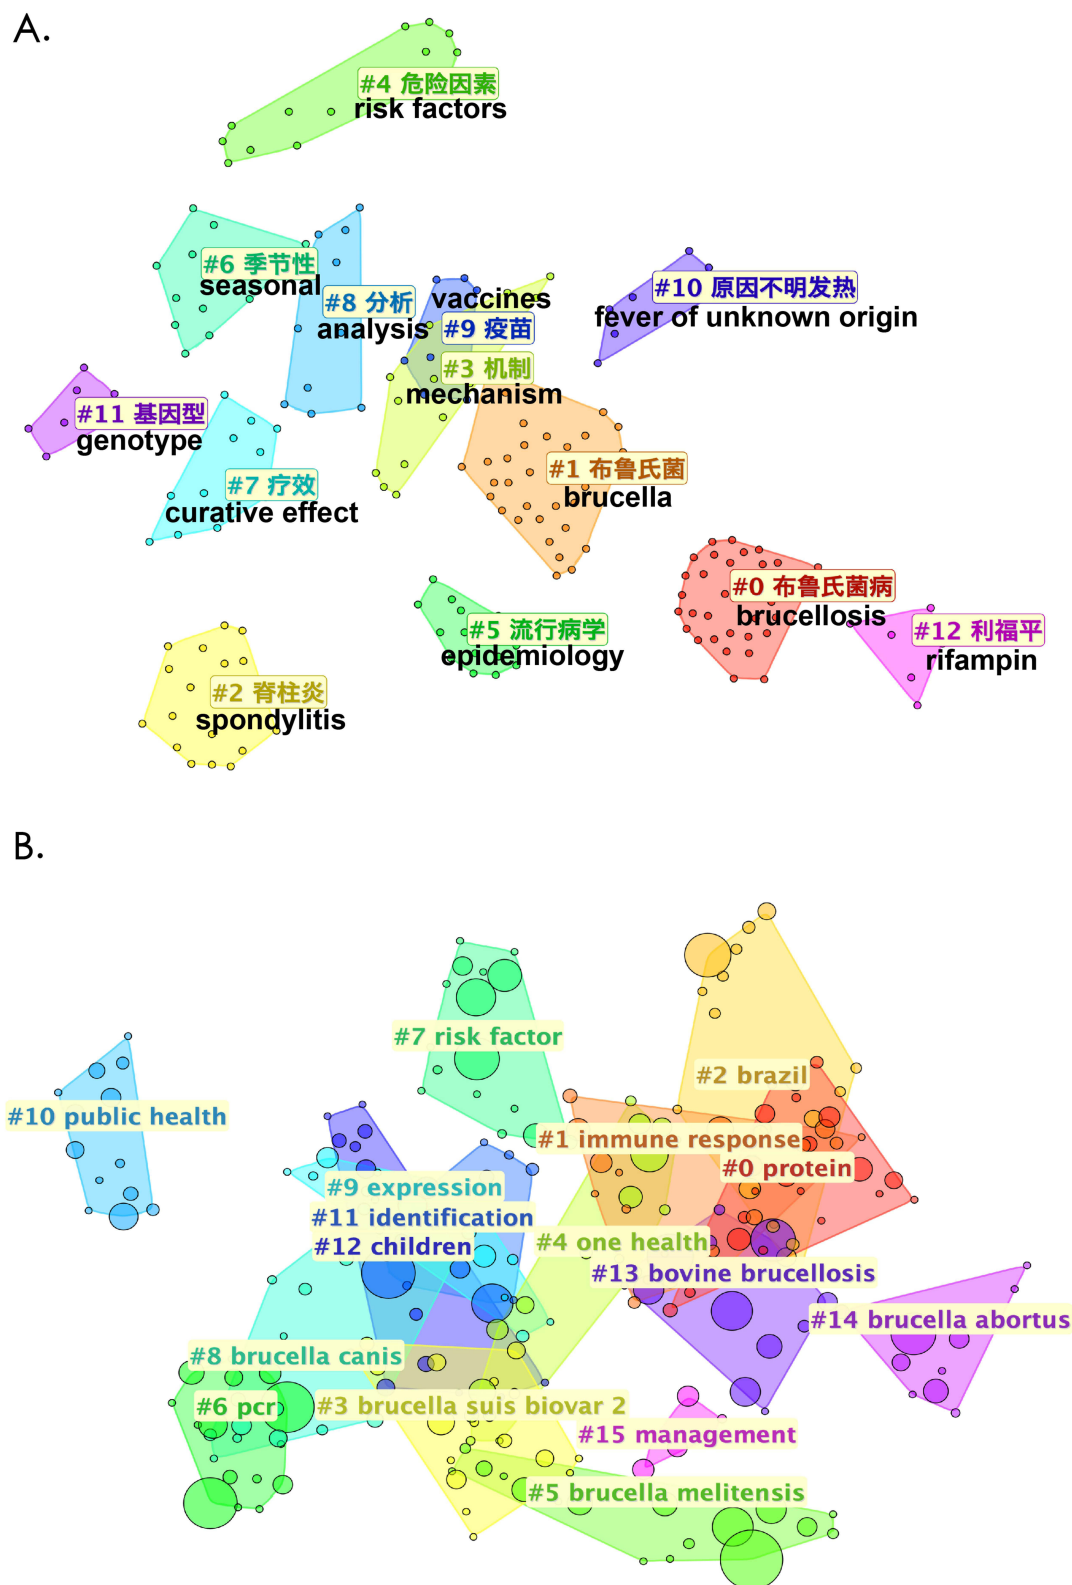 A.
#4 危险因素
risk factors
#6 季节性
seasonal
#8 分析
analysis
vaccines
#9 疫苗
#3 机制
mechanism
#10 原因不明发热
fever of unknown origin
#11 基因型
genotype
#7 疗效
curative effect
#1 布鲁氏菌
brucella
#0 布鲁氏菌病
brucellosis
#12 利福平
rifampin
#5 流行病学
epidemiology
#2 脊柱炎
spondylitis
B.
#7 risk factor
#2 brazil
#10 public health
#1 immune response
#0 protein
#9 expression
#11 identification
#12 children
#4 one health
#13 bovine brucellosis
#14 brucella abortus
#8 brucella canis
#6 pcr
#3 brucella suis biovar 2
#15 management
#5 brucella melitensis